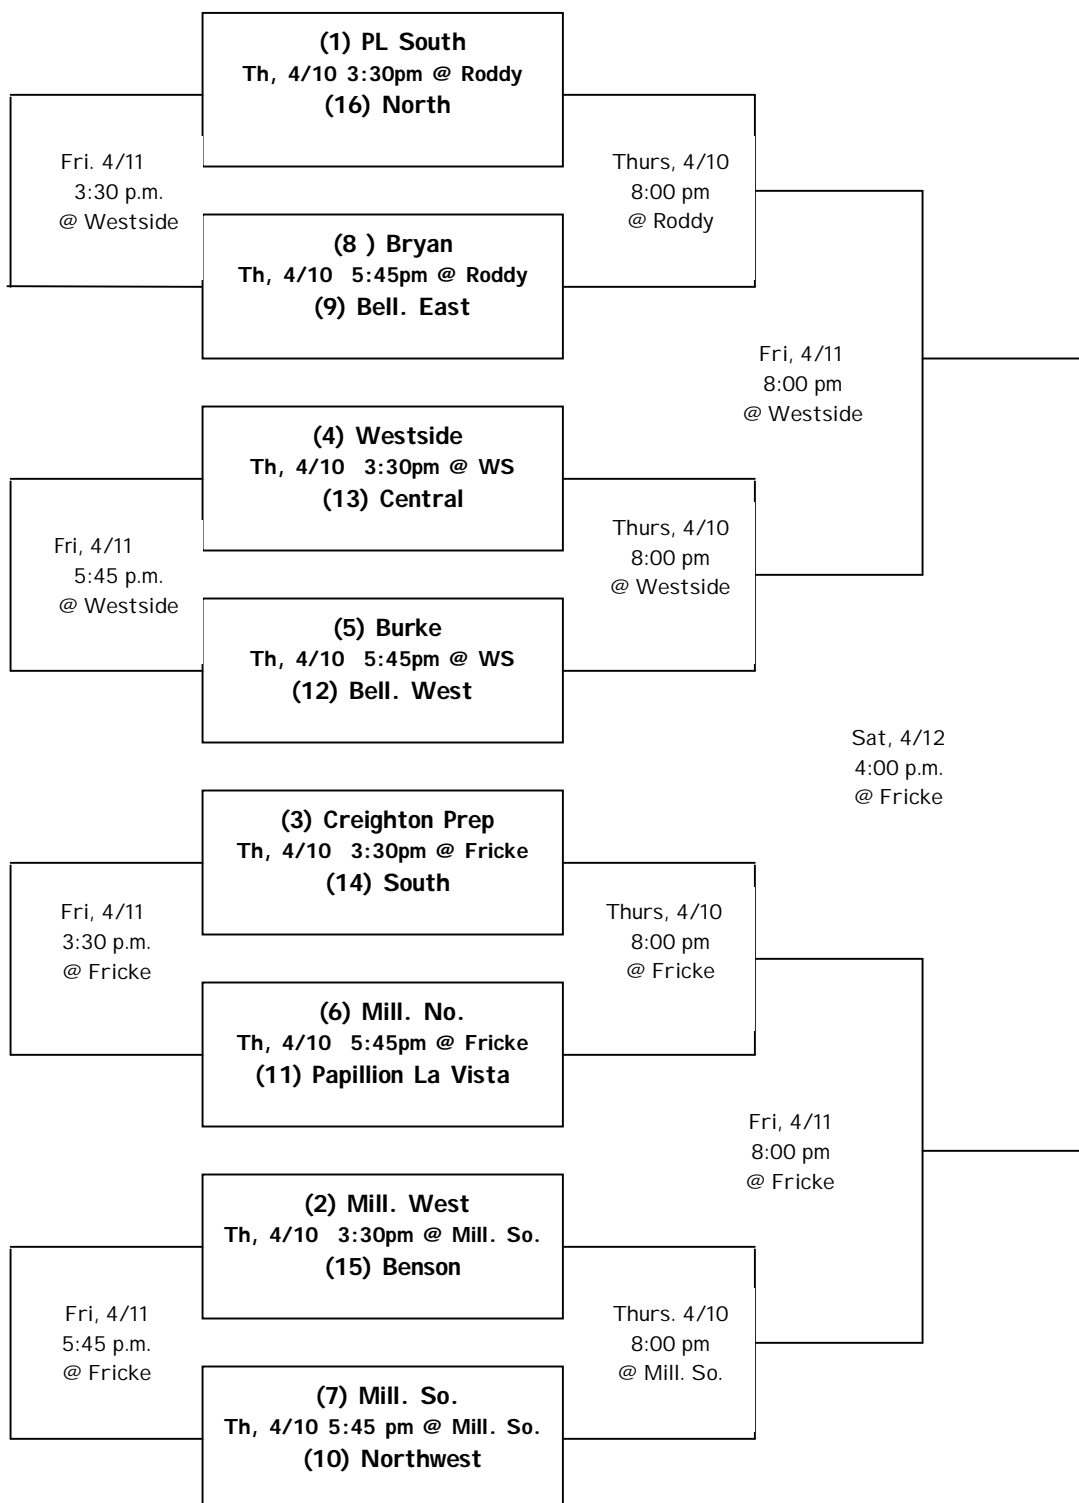 (1) PL South
Th, 4/10 3:30pm @ Roddy
(16) North
Fri. 4/11
3:30 p.m.
@ Westside
Thurs, 4/10
8:00 pm
@ Roddy
(8 ) Bryan
Th, 4/10 5:45pm @ Roddy
(9) Bell. East
Fri, 4/11
8:00 pm
@ Westside
(4) Westside
Th, 4/10 3:30pm @ WS
(13) Central
Fri, 4/11
5:45 p.m.
@ Westside
Thurs, 4/10
8:00 pm
@ Westside
(5) Burke
Th, 4/10 5:45pm @ WS
(12) Bell. West
Sat, 4/12
4:00 p.m.
@ Fricke
(3) Creighton Prep
Th, 4/10 3:30pm @ Fricke
(14) South
Fri, 4/11
3:30 p.m.
@ Fricke
Thurs, 4/10
8:00 pm
@ Fricke
(6) Mill. No.
Th, 4/10 5:45pm @ Fricke
(11) Papillion La Vista
Fri, 4/11
8:00 pm
@ Fricke
(2) Mill. West
Th, 4/10 3:30pm @ Mill. So.
(15) Benson
Fri, 4/11
5:45 p.m.
@ Fricke
Thurs. 4/10
8:00 pm
@ Mill. So.
(7) Mill. So.
Th, 4/10 5:45 pm @ Mill. So.
(10) Northwest